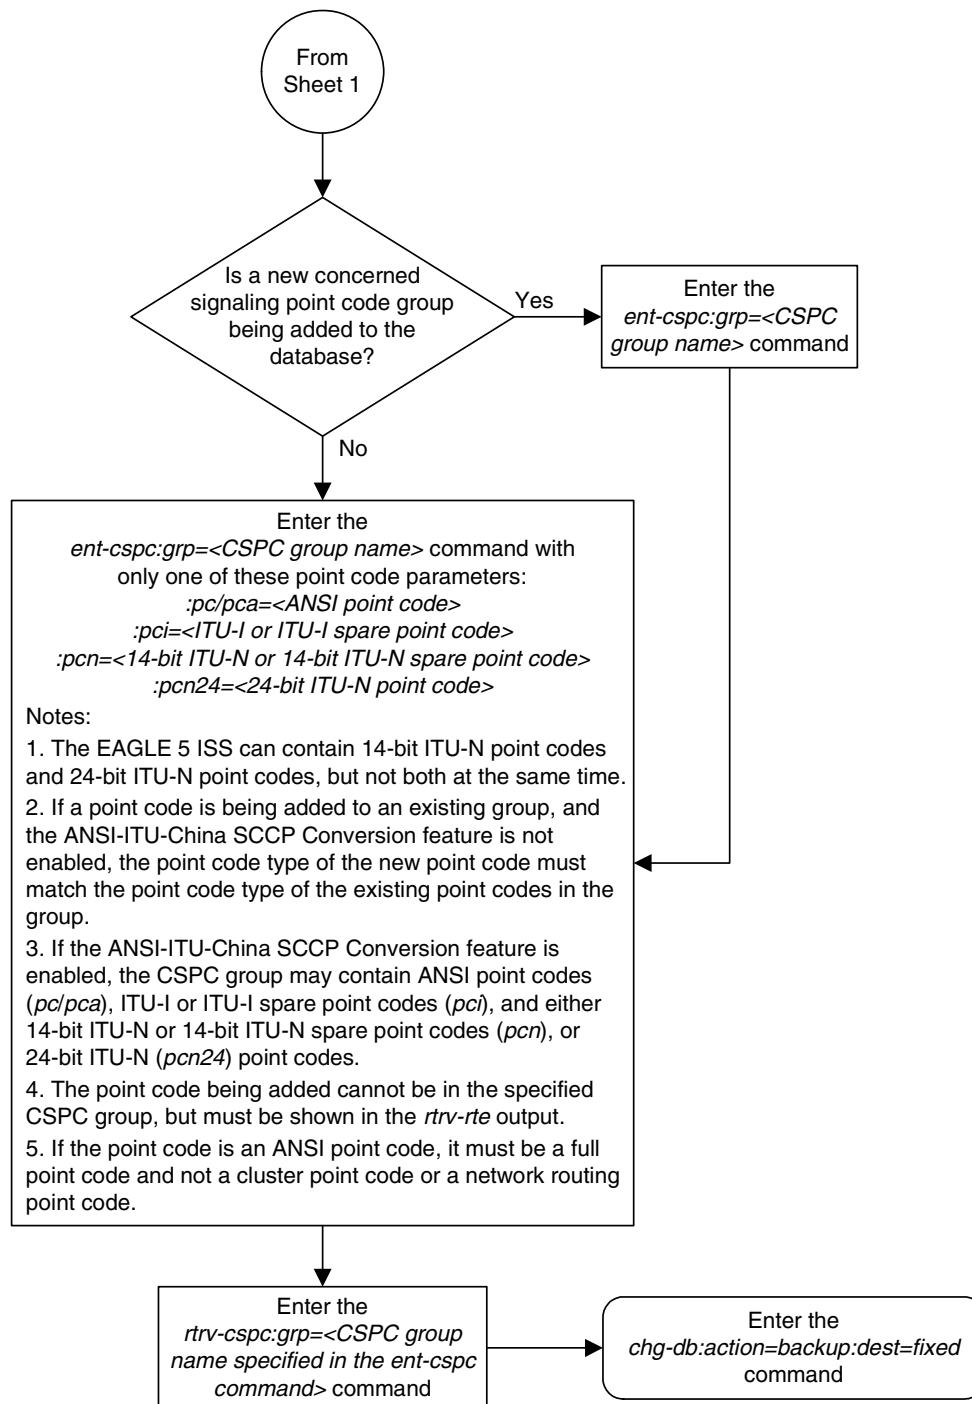 From
Sheet 1
Is a new concerned
signaling point code group
being added to the
database?
Yes
Enter the
ent-cspc:grp=<CSPC
group name> command
No
Enter the
ent-cspc:grp=<CSPC group name> command with
only one of these point code parameters:
:pc/pca=<ANSI point code>
:pci=<ITU-I or ITU-I spare point code>
:pcn=<14-bit ITU-N or 14-bit ITU-N spare point code>
:pcn24=<24-bit ITU-N point code>
Notes:
1. The EAGLE 5 ISS can contain 14-bit ITU-N point codes
and 24-bit ITU-N point codes, but not both at the same time.
2. If a point code is being added to an existing group, and
the ANSI-ITU-China SCCP Conversion feature is not
enabled, the point code type of the new point code must
match the point code type of the existing point codes in the
group.
3. If the ANSI-ITU-China SCCP Conversion feature is
enabled, the CSPC group may contain ANSI point codes
(pc/pca), ITU-I or ITU-I spare point codes (pci), and either
14-bit ITU-N or 14-bit ITU-N spare point codes (pcn), or
24-bit ITU-N (pcn24) point codes.
4. The point code being added cannot be in the specified
CSPC group, but must be shown in the rtrv-rte output.
5. If the point code is an ANSI point code, it must be a full
point code and not a cluster point code or a network routing
point code.
Enter the
rtrv-cspc:grp=<CSPC group
name specified in the ent-cspc
command> command
Enter the
chg-db:action=backup:dest=fixed
command